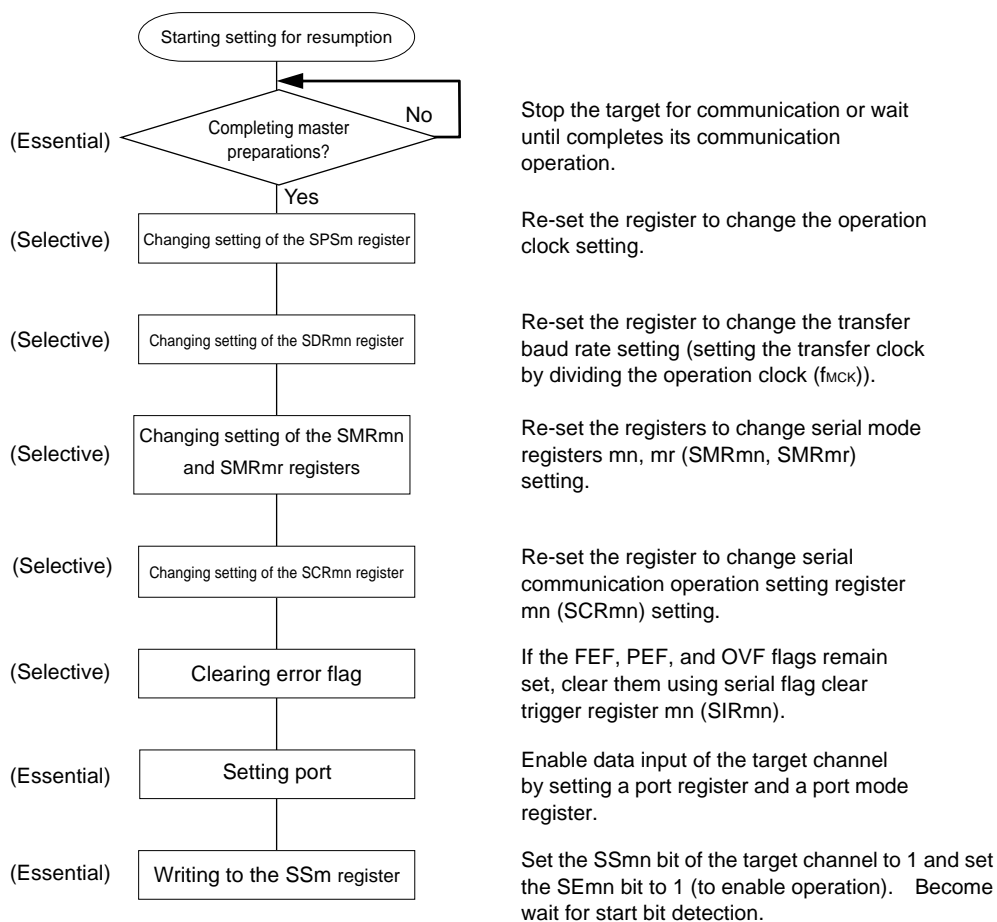 Starting setting for resumption
No
(Essential)
Completing master
preparations?
Stop the target for communication or wait
until completes its communication
operation.
Yes
(Selective)
Changing setting of the SPSm register
Re-set the register to change the operation
clock setting.
(Selective)
Changing setting of the SDRmn register
Re-set the register to change the transfer
baud rate setting (setting the transfer clock
by dividing the operation clock (fMCK)).
(Selective)
Changing setting of the SMRmn
and SMRmr registers
Re-set the registers to change serial mode
registers mn, mr (SMRmn, SMRmr)
setting.
(Selective)
Changing setting of the SCRmn register
Re-set the register to change serial
communication operation setting register
mn (SCRmn) setting.
(Selective)
Clearing error flag
If the FEF, PEF, and OVF flags remain
set, clear them using serial flag clear
trigger register mn (SIRmn).
(Essential)
Setting port
Enable data input of the target channel
by setting a port register and a port mode
register.
(Essential)
Writing to the SSm register
Set the SSmn bit of the target channel to 1 and set
the SEmn bit to 1 (to enable operation). Become
wait for start bit detection.